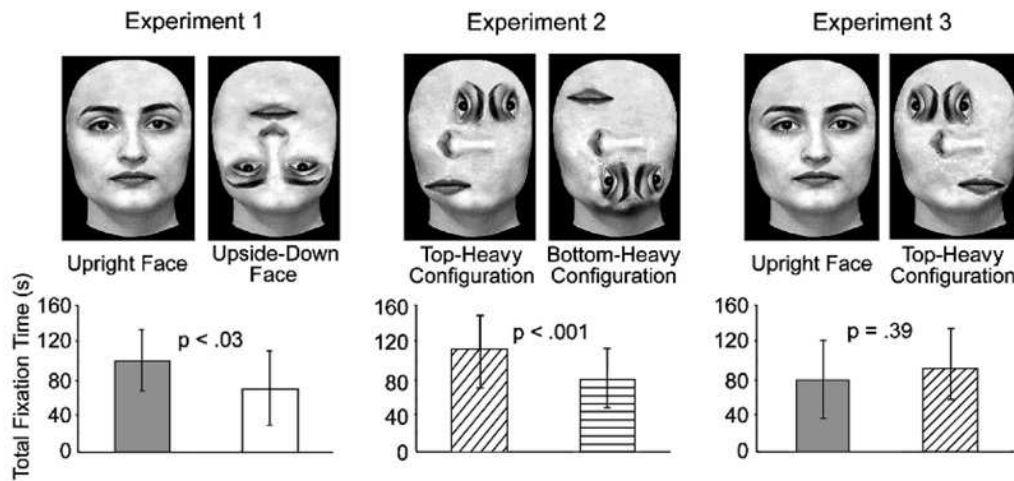 Experiment 1
Experiment 2
Experiment 3
Upright Face
Upside-Down
Face
Top-Heavy
Configuration
Bottom-Heavy
Configuration
Upright Face
Top-Heavy
Configuration
Total Fixation Time (s)
160
120
80
40
0
p < .03
160
120
80
40
0
p < .001
160
120
80
40
0
p = .39